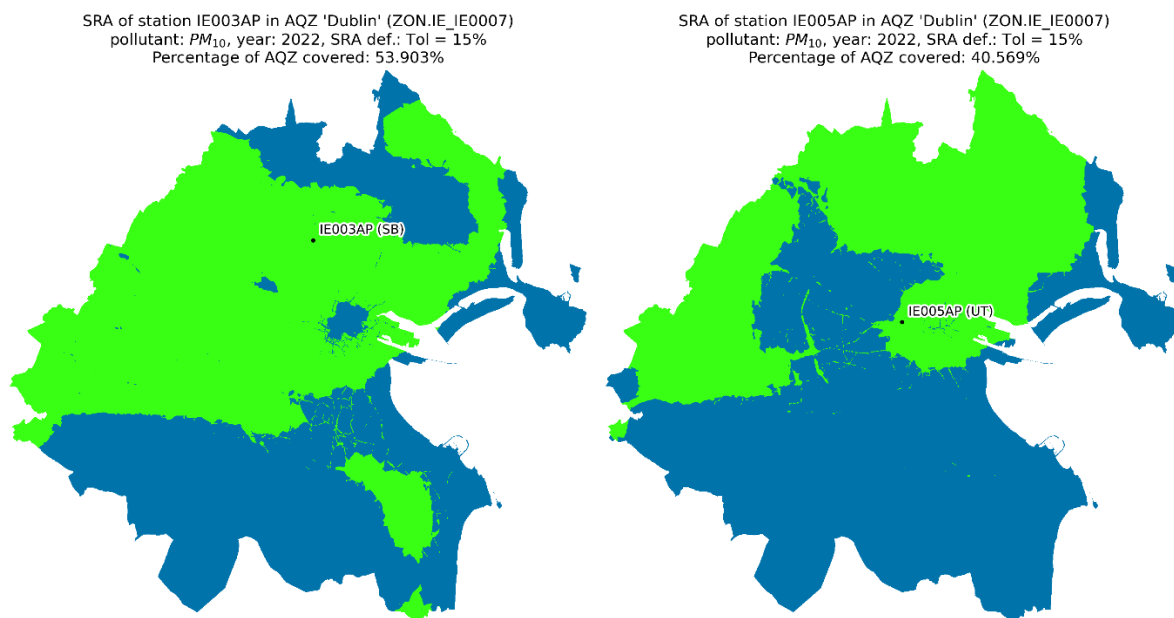 SRA of station IE003AP in AQZ 'Dublin' (ZON.IE_IE0007)
pollutant: PM₁₀, year: 2022, SRA def.: Tol = 15%
Percentage of AQZ covered: 53.903%
IE003AP (SB)
SRA of station IE005AP in AQZ 'Dublin' (ZON.IE_IE0007)
pollutant: PM₁₀, year: 2022, SRA def.: Tol = 15%
Percentage of AQZ covered: 40.569%
IE005AP (UT)